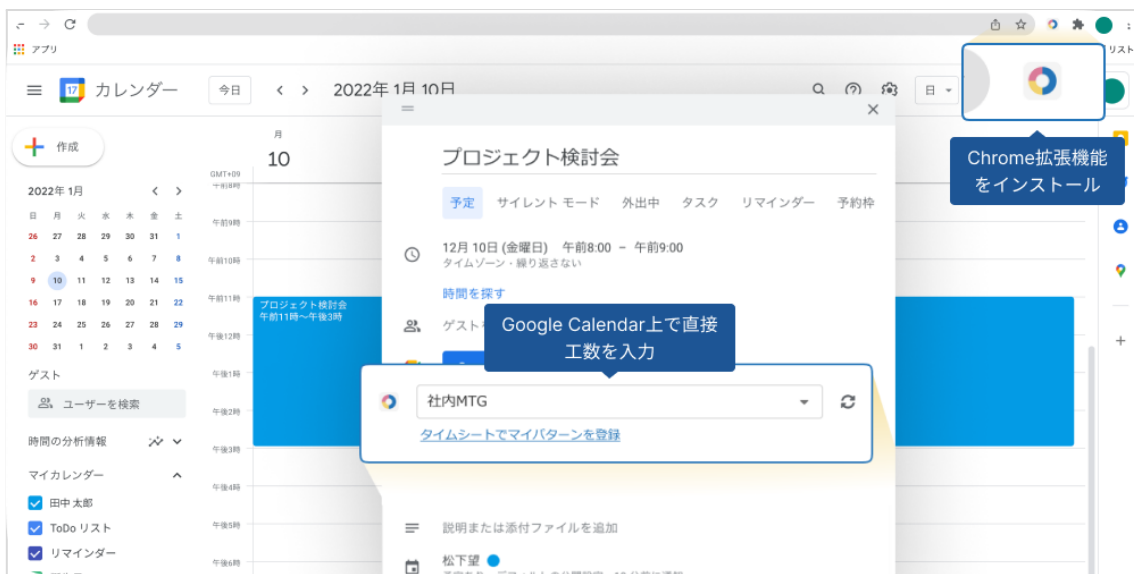 アプリ
リスト
カレンダー
今日
2022年 1月 10日
日
Chrome拡張機能
をインストール
作成
月
10
GMT+09
2022年 1月
日 月 火 水 木 金 土
26 27 28 29 30 31 1
2 3 4 5 6 7 8
9 10 11 12 13 14 15
16 17 18 19 20 21 22
23 24 25 26 27 28 29
30 31 1 2 3 4 5
ゲスト
ユーザーを検索
時間の分析情報
マイカレンダー
田中 太郎
ToDo リスト
リマインダー
午前8時
午前9時
午前10時
午前11時
午後12時
午後1時
午後2時
午後3時
午後4時
午後5時
午後6時
プロジェクト検討会
午前11時～午後3時
プロジェクト検討会
予定 サイレント モード 外出中 タスク リマインダー 予約枠
12月 10日 (金曜日) 午前8:00 － 午前9:00
タイムゾーン・繰り返さない
時間を探す
ゲスト
Google Calendar上で直接
工数を入力
社内MTG
タイムシートでマイパターンを登録
説明または添付ファイルを追加
松下望